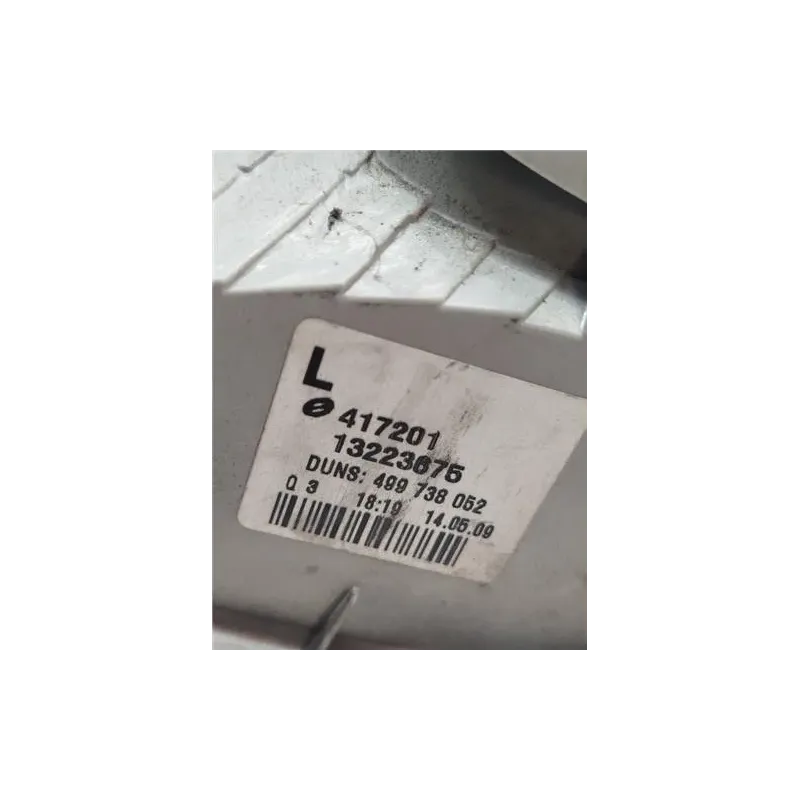 L
417201
13223675
DUNS: 499 738 052
Q 3 18:19 14.05.09